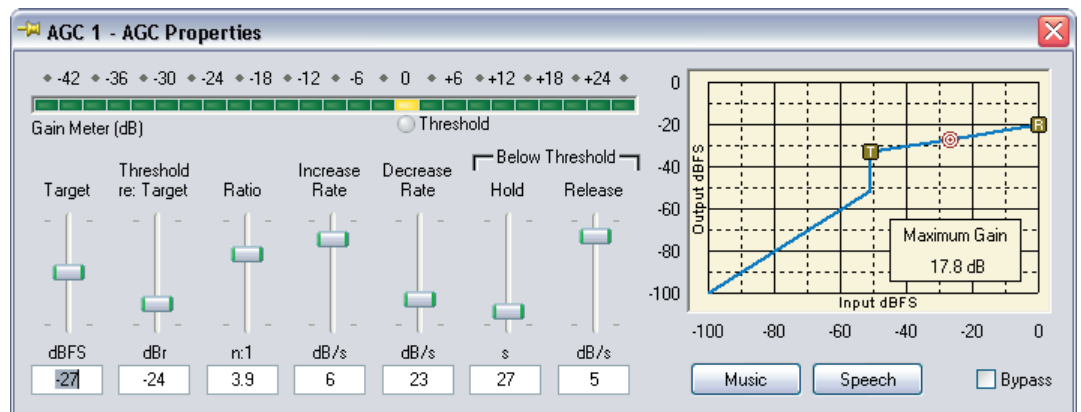 AGC 1 - AGC Properties
-42 -36 -30 -24 -18 -12 -6 0 +6 +12 +18 +24
Gain Meter (dB)
Threshold
Below Threshold
Target
Threshold re: Target
Ratio
Increase Rate
Decrease Rate
Hold
Release
dBFS dBr n:1 dB/s dB/s s dB/s
-27 -24 3.9 6 23 27 5
0
-20
-40
-60
-80
-100
Output dBFS
T
R
Maximum Gain
17.8 dB
Input dBFS
-100 -80 -60 -40 -20 0
Music
Speech
Bypass